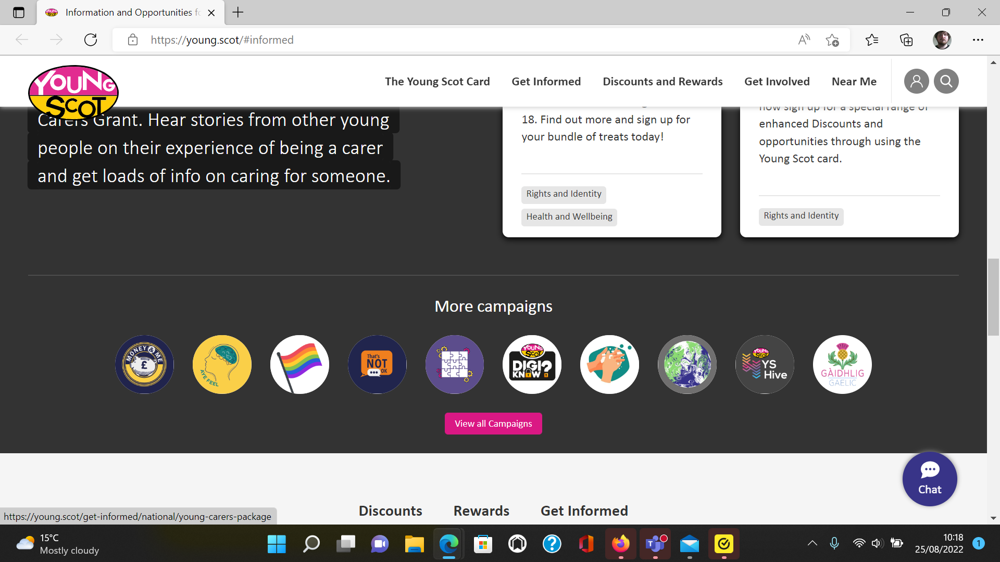 Information and Opportunities fo
https://young.scot/#informed
YOUNG
SCOT
The Young Scot Card
Get Informed
Discounts and Rewards
Get Involved
Near Me
Carers Grant. Hear stories from other young
people on their experience of being a carer
and get loads of info on caring for someone.
18. Find out more and sign up for
your bundle of treats today!
Rights and Identity
Health and Wellbeing
now sign up for a special range of
enhanced Discounts and
opportunities through using the
Young Scot card.
Rights and Identity
More campaigns
MONEY & ME
£
AYE FEEL
That's
NOT
OK
YOUNG
SCOT
DIGI?
KNOW
YOUNG
SCOT
YS
Hive
GÀIDHLIG
GAELIC
View all Campaigns
Chat
Discounts
Rewards
Get Informed
https://young.scot/get-informed/national/young-carers-package
15°C
Mostly cloudy
10:18
25/08/2022
1